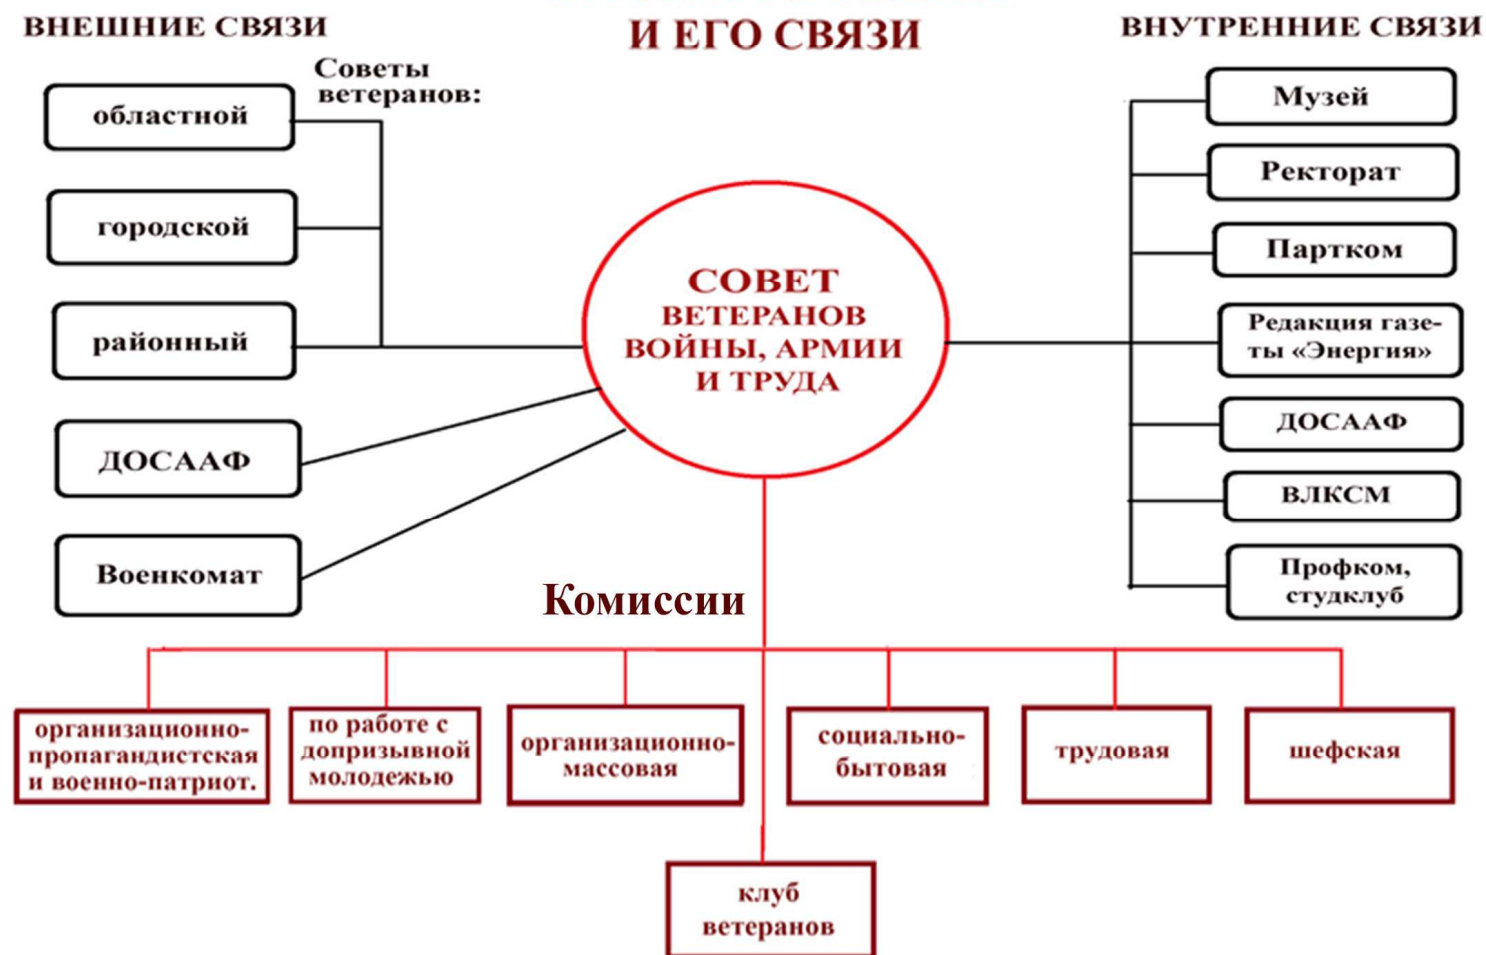 ВНЕШНИЕ СВЯЗИ
И ЕГО СВЯЗИ
ВНУТРЕННИЕ СВЯЗИ
Советы
ветеранов:
областной
городской
районный
ДОСААФ
Военкомат
СОВЕТ
ВЕТЕРАНОВ
ВОЙНЫ, АРМИИ
И ТРУДА
Музей
Ректорат
Партком
Редакция газе-
ты «Энергия»
ДОСААФ
ВЛКСМ
Профком,
студклуб
Комиссии
организационно-
пропагандистская
и военно-патриот.
по работе с
допризывной
молодежью
организационно-
массовая
социально-
бытовая
трудовая
шефская
клуб
ветеранов